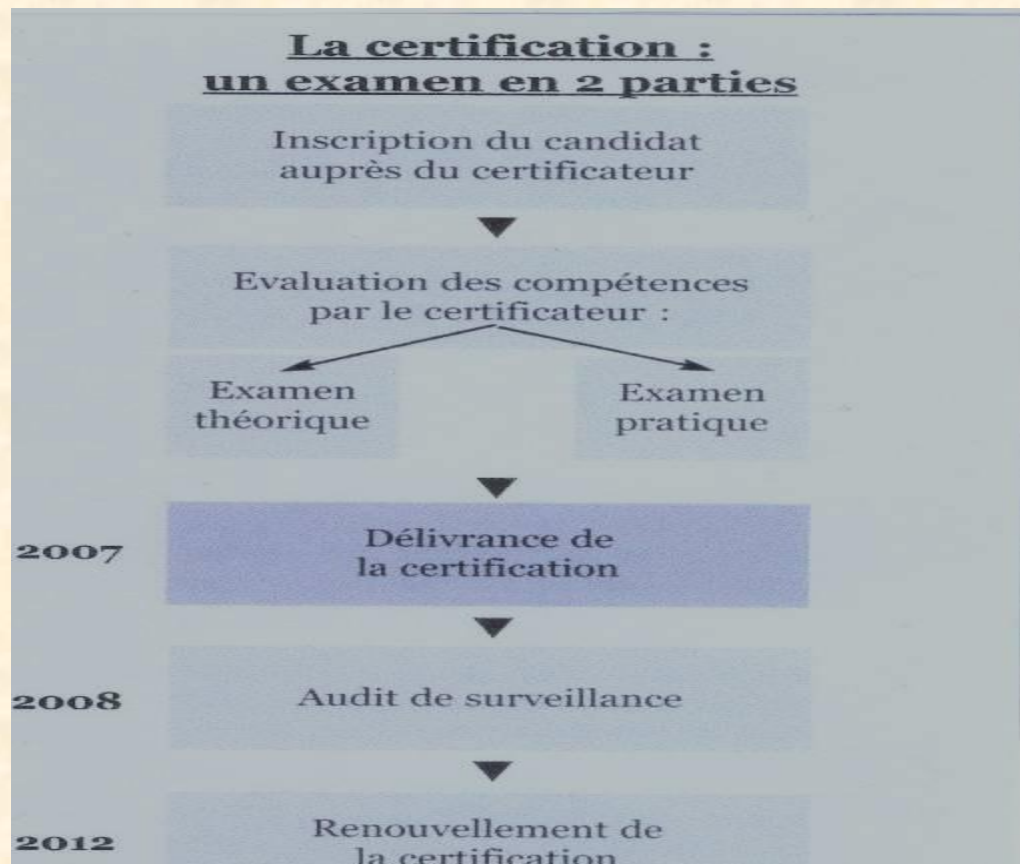 La certification :
un examen en 2 parties
Inscription du candidat
auprès du certificateur
Evaluation des compétences
par le certificateur :
Examen
théorique
Examen
pratique
2007
Délivrance de
la certification
2008
Audit de surveillance
2012
Renouvellement de
la certification